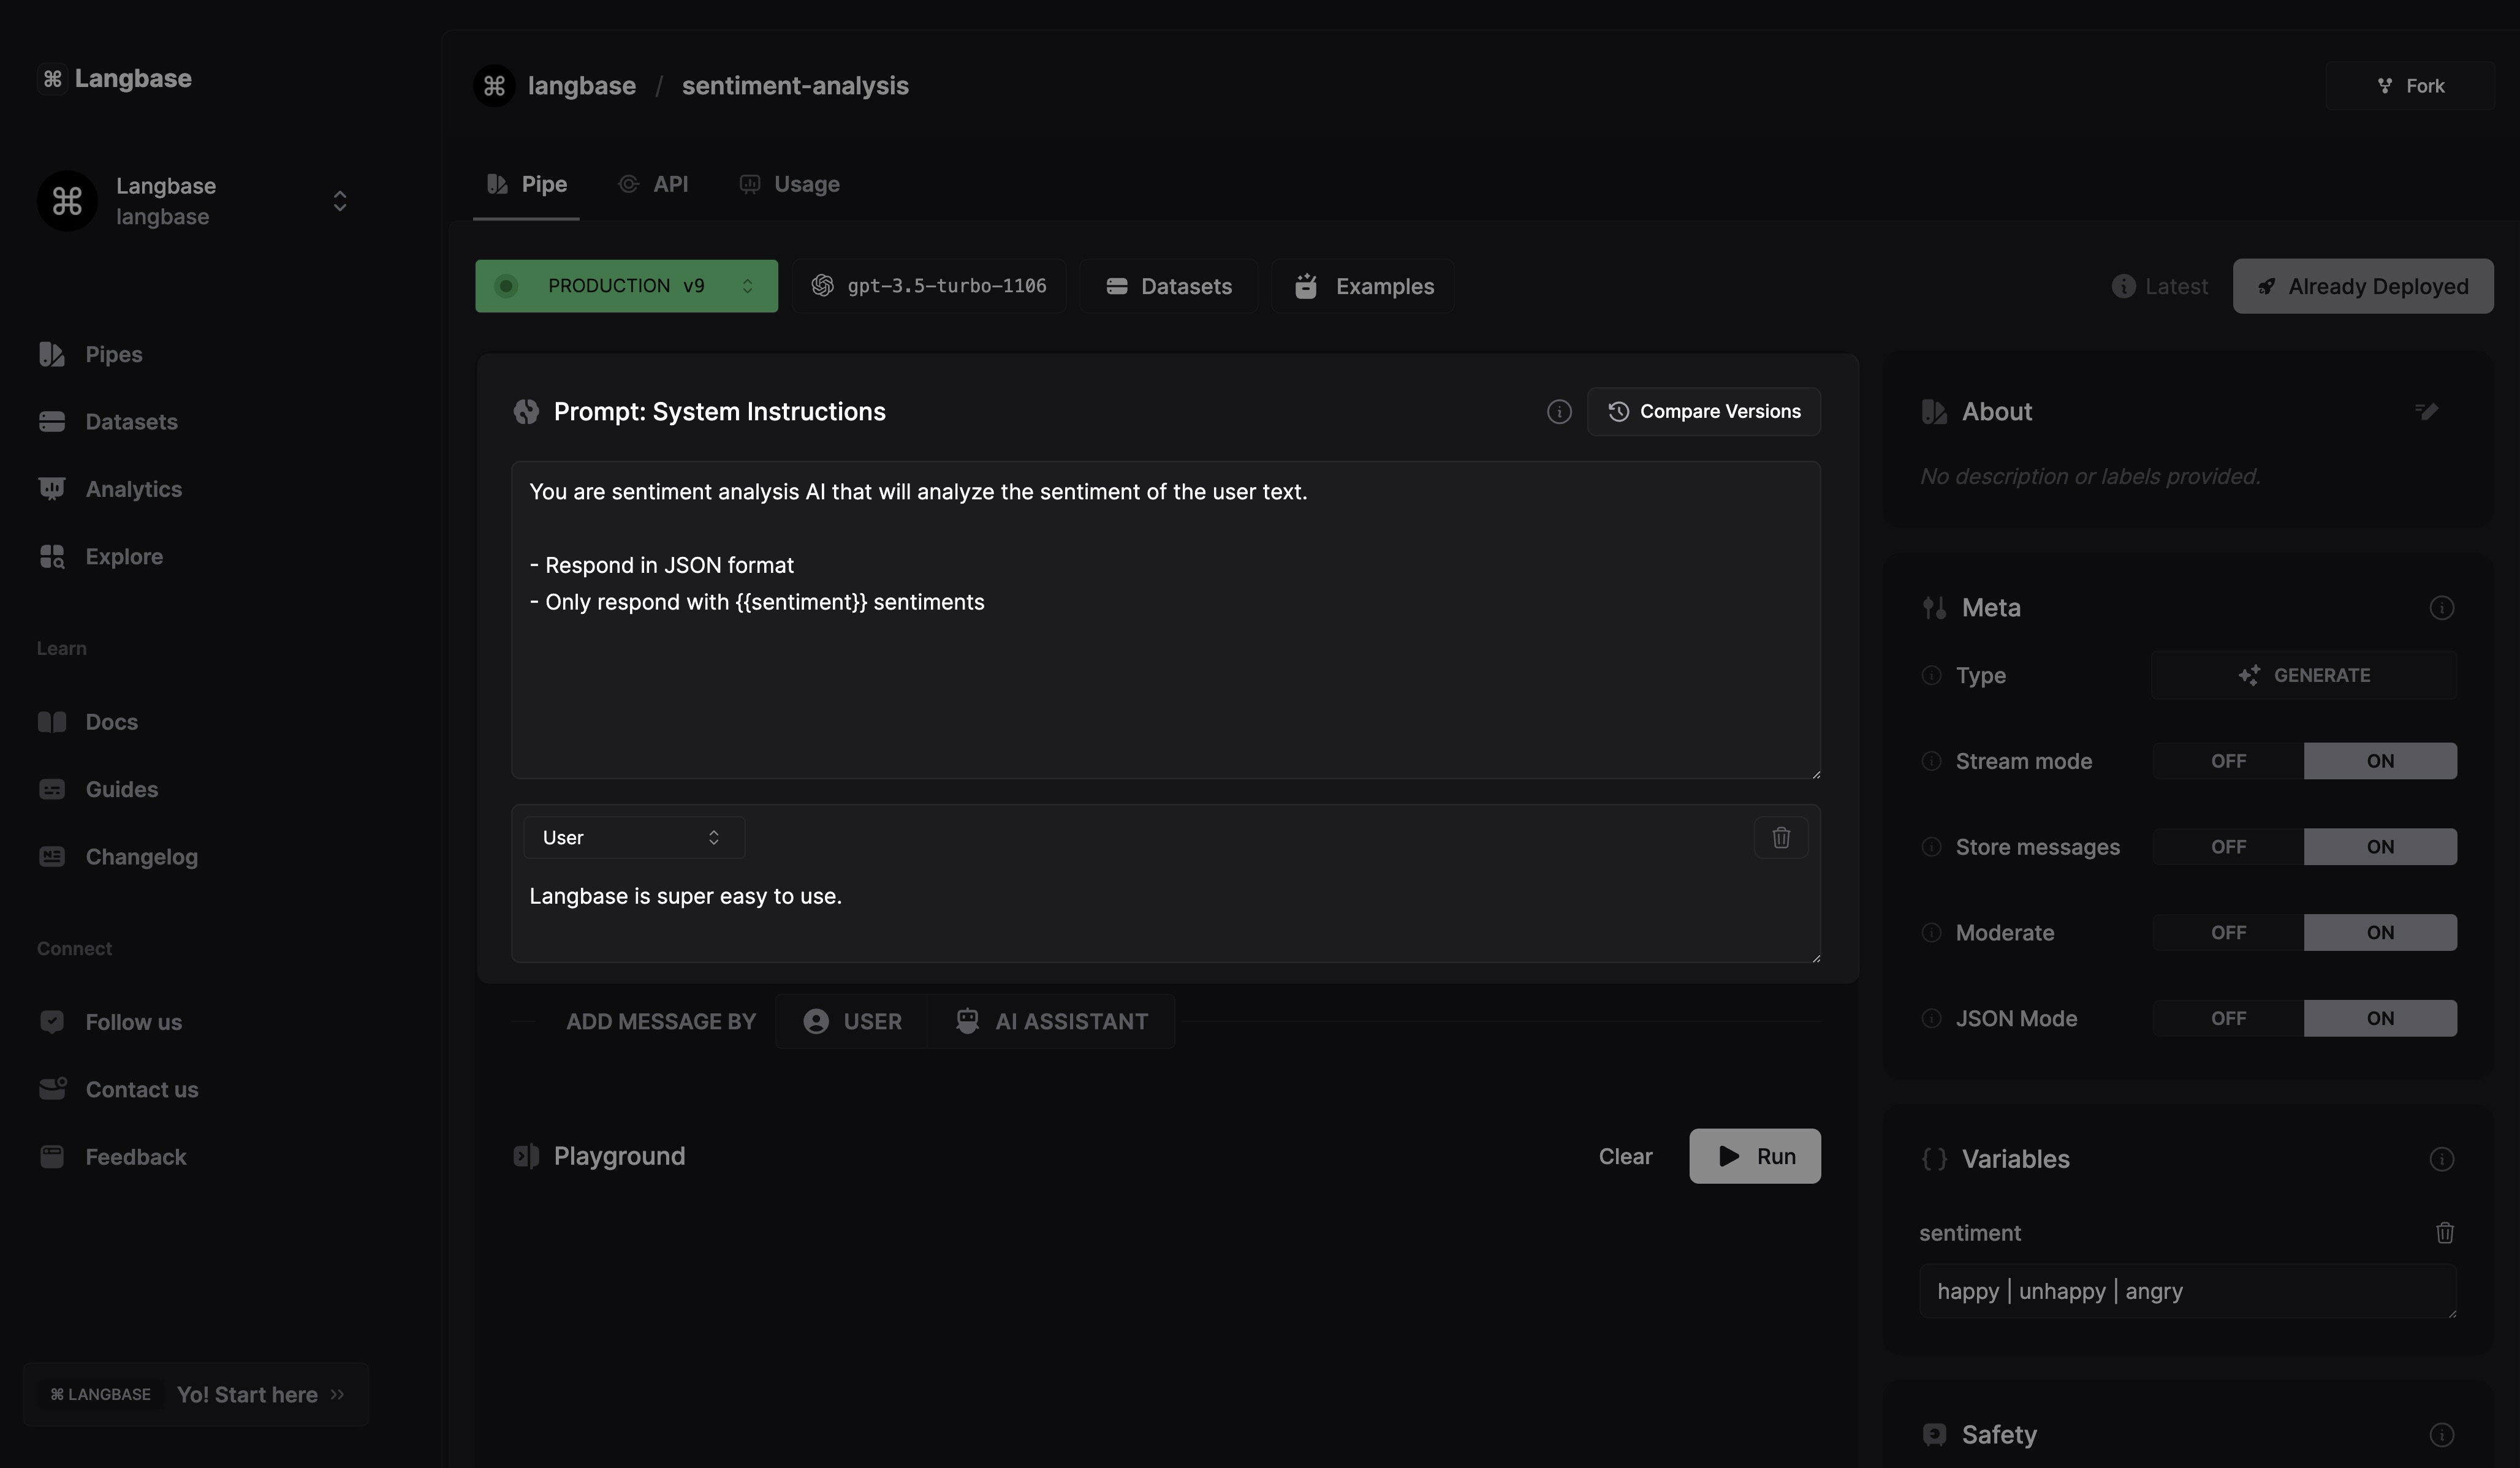 Langbase
Langbase
langbase
Pipes
Datasets
Analytics
Explore
Learn
Docs
Guides
Changelog
Connect
Follow us
Contact us
Feedback
⌘ LANGBASE Yo! Start here >>
langbase / sentiment-analysis
Fork
Pipe API Usage
PRODUCTION v9 gpt-3.5-turbo-1106 Datasets Examples
Latest Already Deployed
Prompt: System Instructions
Compare Versions
You are sentiment analysis AI that will analyze the sentiment of the user text.
- Respond in JSON format
- Only respond with {{sentiment}} sentiments
User
Langbase is super easy to use.
ADD MESSAGE BY USER AI ASSISTANT
Playground Clear Run
About
No description or labels provided.
Meta
Type GENERATE
Stream mode OFF ON
Store messages OFF ON
Moderate OFF ON
JSON Mode OFF ON
{ } Variables
sentiment
happy | unhappy | angry
Safety